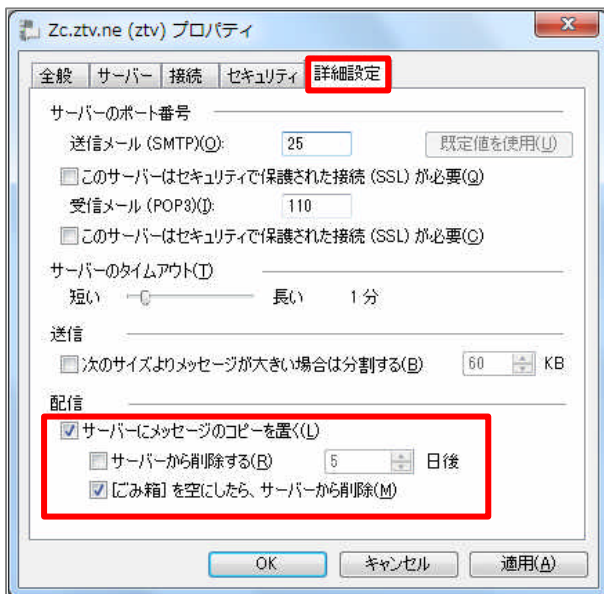 Zc.ztv.ne (ztv) プロパティ
全般 サーバー 接続 セキュリティ 詳細設定
サーバーのポート番号
送信メール (SMTP)(O): 25 既定値を使用(U)
このサーバーはセキュリティで保護された接続 (SSL) が必要(Q)
受信メール (POP3)(I): 110
このサーバーはセキュリティで保護された接続 (SSL) が必要(C)
サーバーのタイムアウト(T)
短い 長い 1 分
送信
次のサイズよりメッセージが大きい場合は分割する(B) 60 KB
配信
サーバーにメッセージのコピーを置く(L)
サーバーから削除する(R) 5 日後
[ごみ箱] を空にしたら、サーバーから削除(M)
OK キャンセル 適用(A)